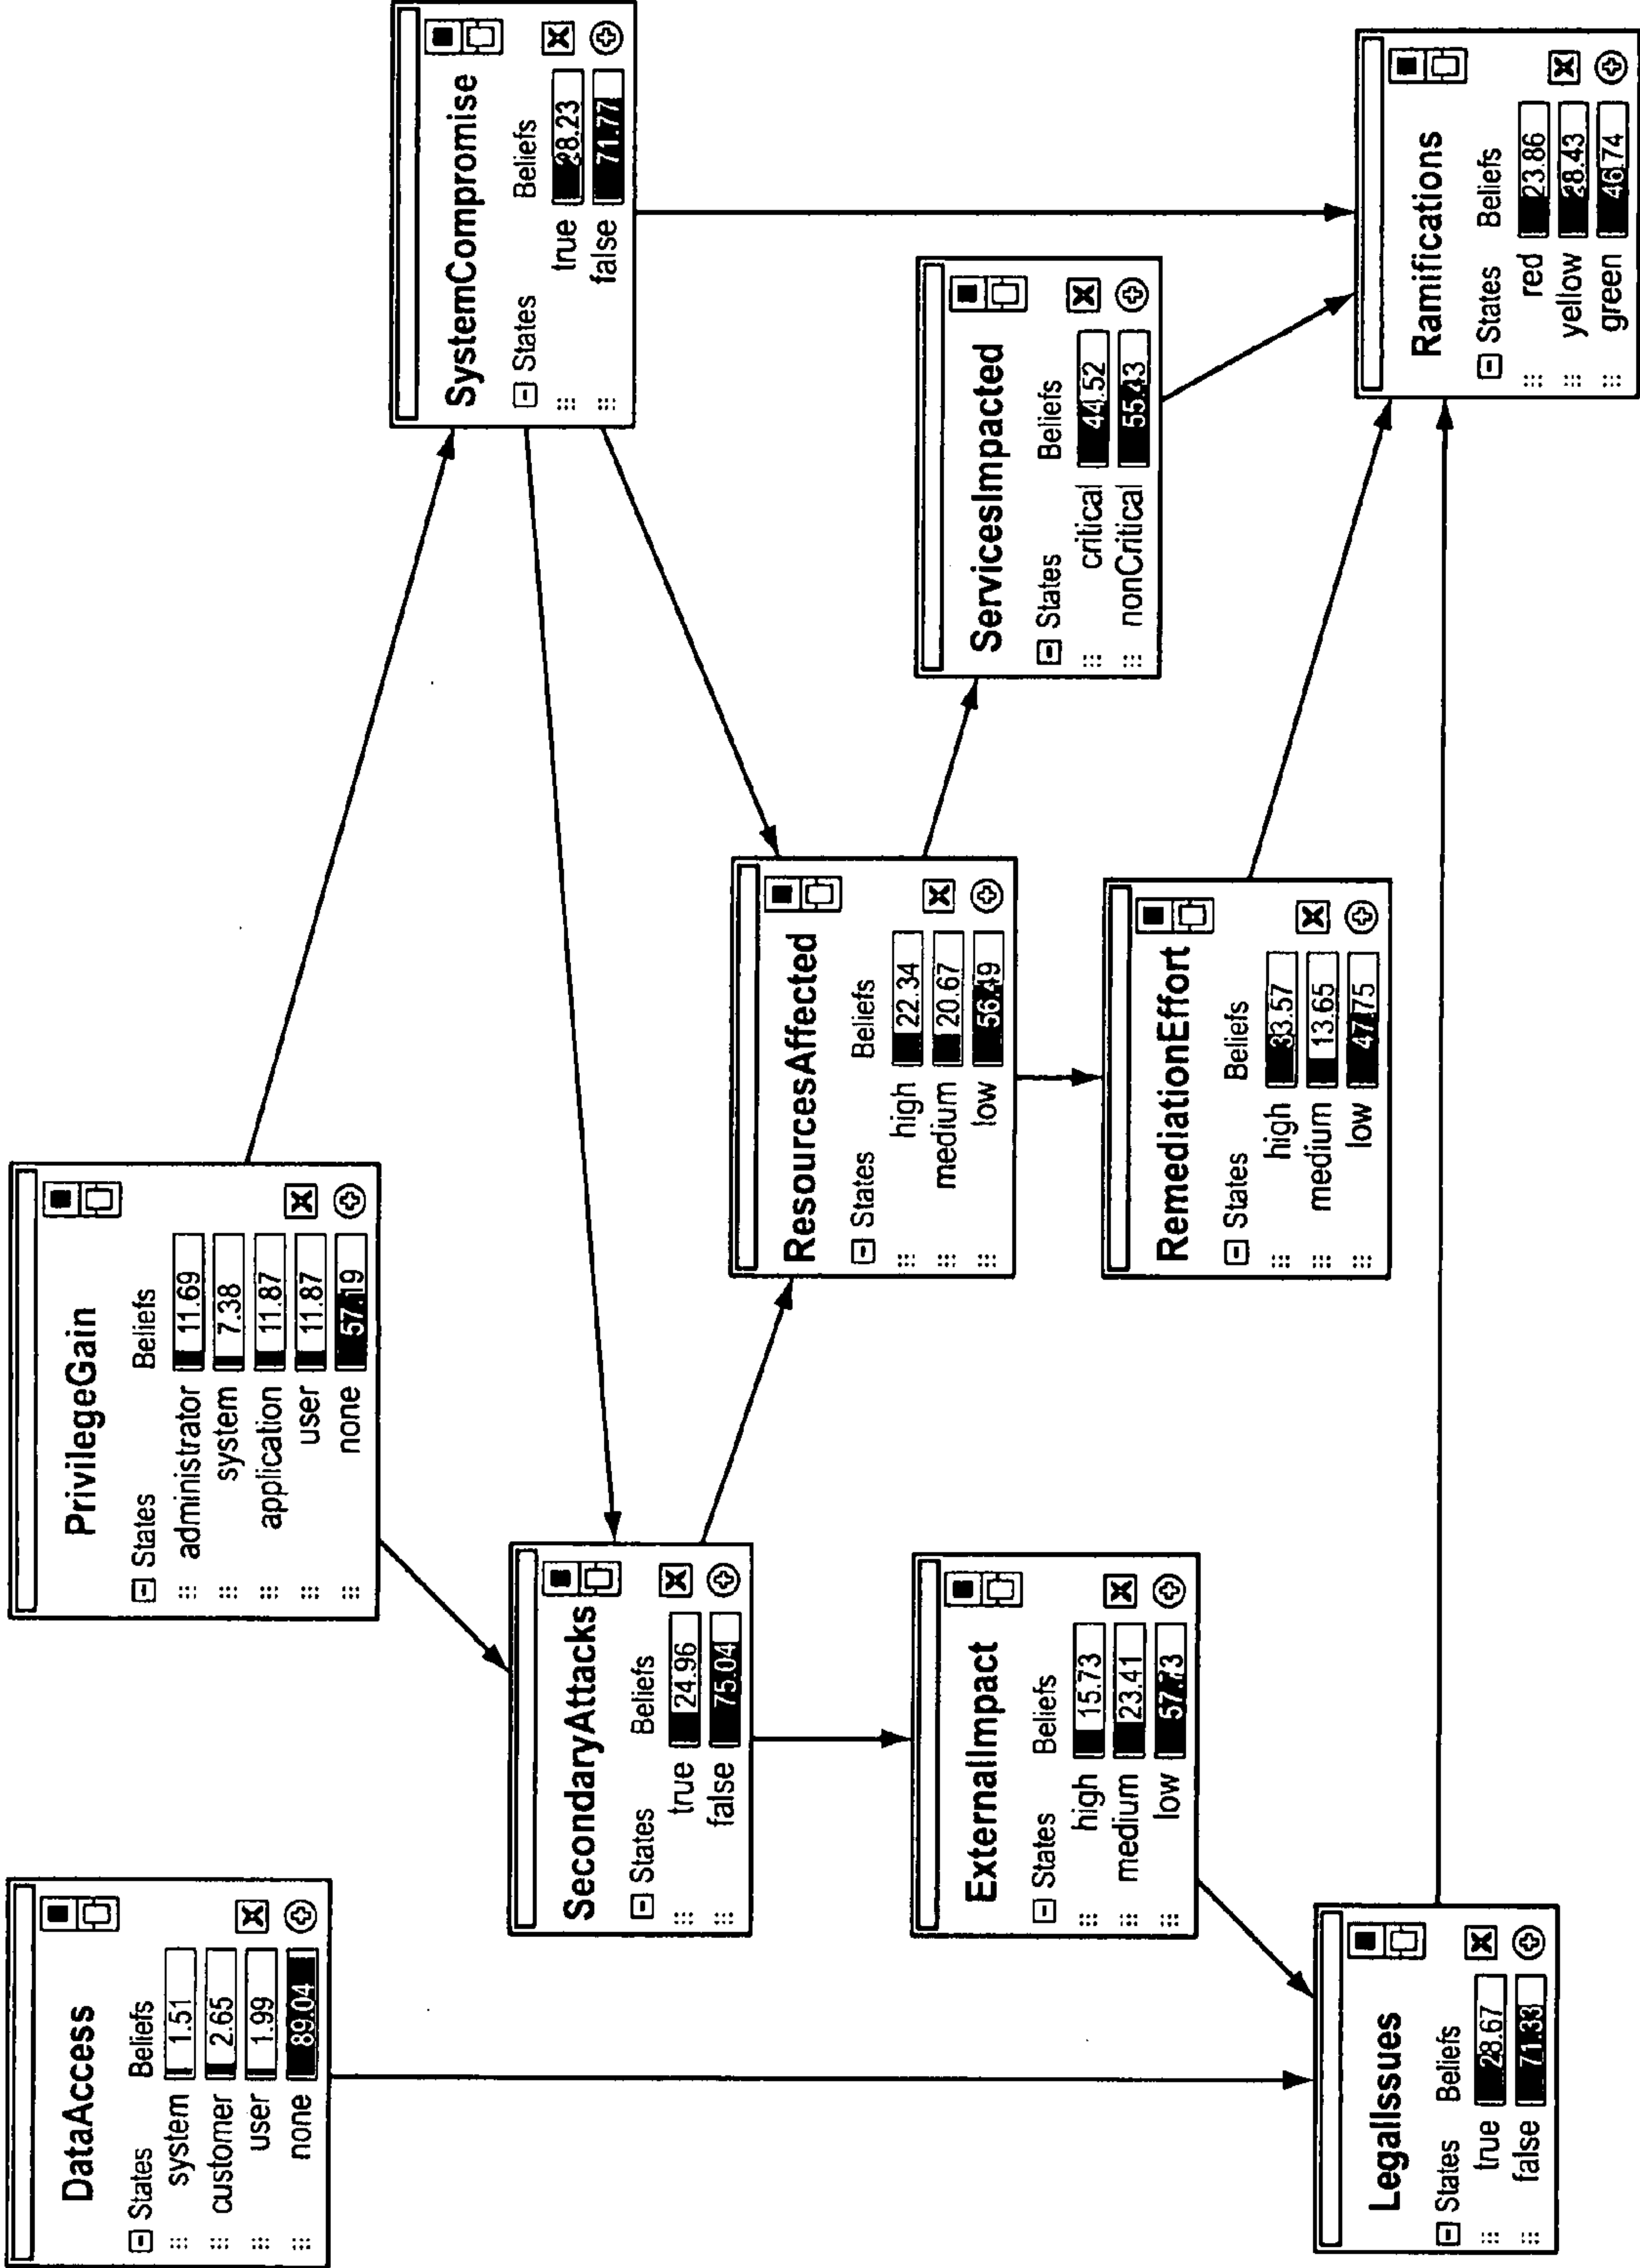 DataAccess
States Beliefs
system 1.51
customer 2.65
user 1.99
none 89.04
PrivilegeGain
States Beliefs
administrator 11.69
system 7.38
application 11.87
user 11.87
none 57.19
SystemCompromise
States Beliefs
true 28.23
false 71.77
SecondaryAttacks
States Beliefs
true 24.96
false 75.04
ResourcesAffected
States Beliefs
high 22.34
medium 20.67
low 56.49
ServicesImpacted
States Beliefs
critical 44.52
nonCritical 55.43
ExternalImpact
States Beliefs
high 15.73
medium 23.41
low 57.73
RemediationEffort
States Beliefs
high 33.57
medium 13.65
low 47.75
LegalIssues
States Beliefs
true 28.67
false 71.33
Ramifications
States Beliefs
red 23.86
yellow 28.43
green 46.74